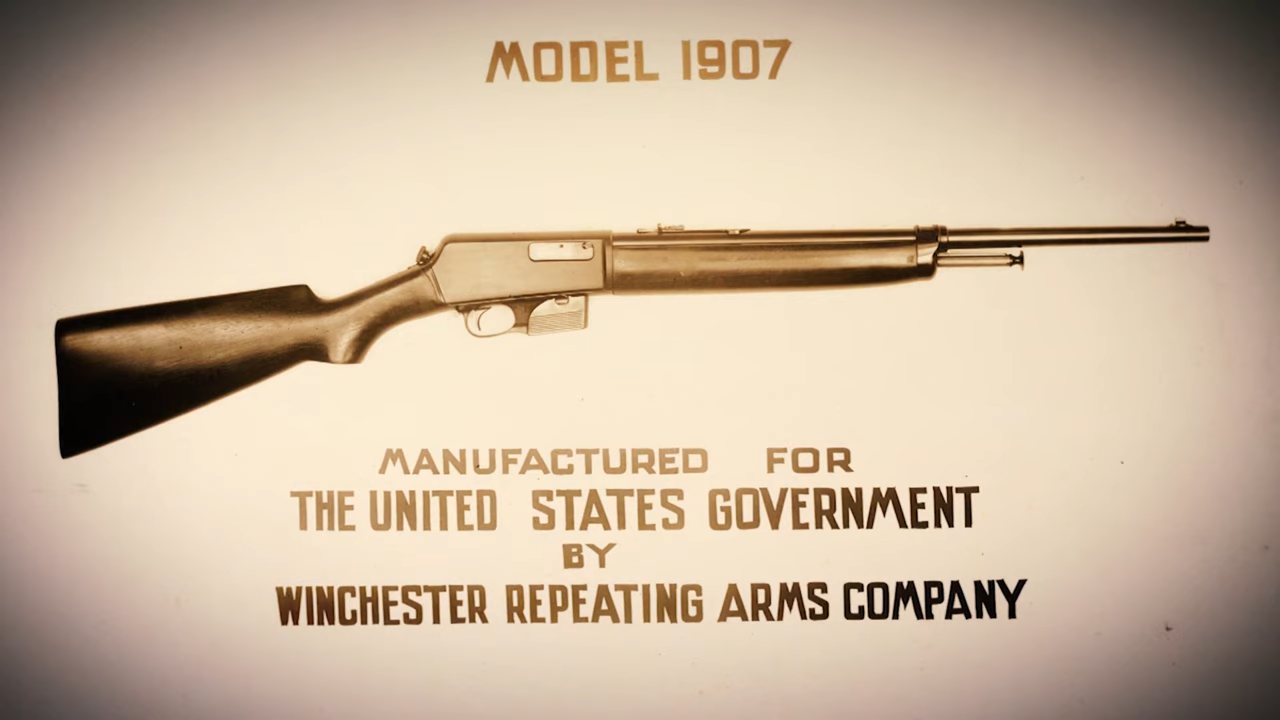 MODEL 1907
MANUFACTURED FOR
THE UNITED STATES GOVERNMENT
BY
WINCHESTER REPEATING ARMS COMPANY